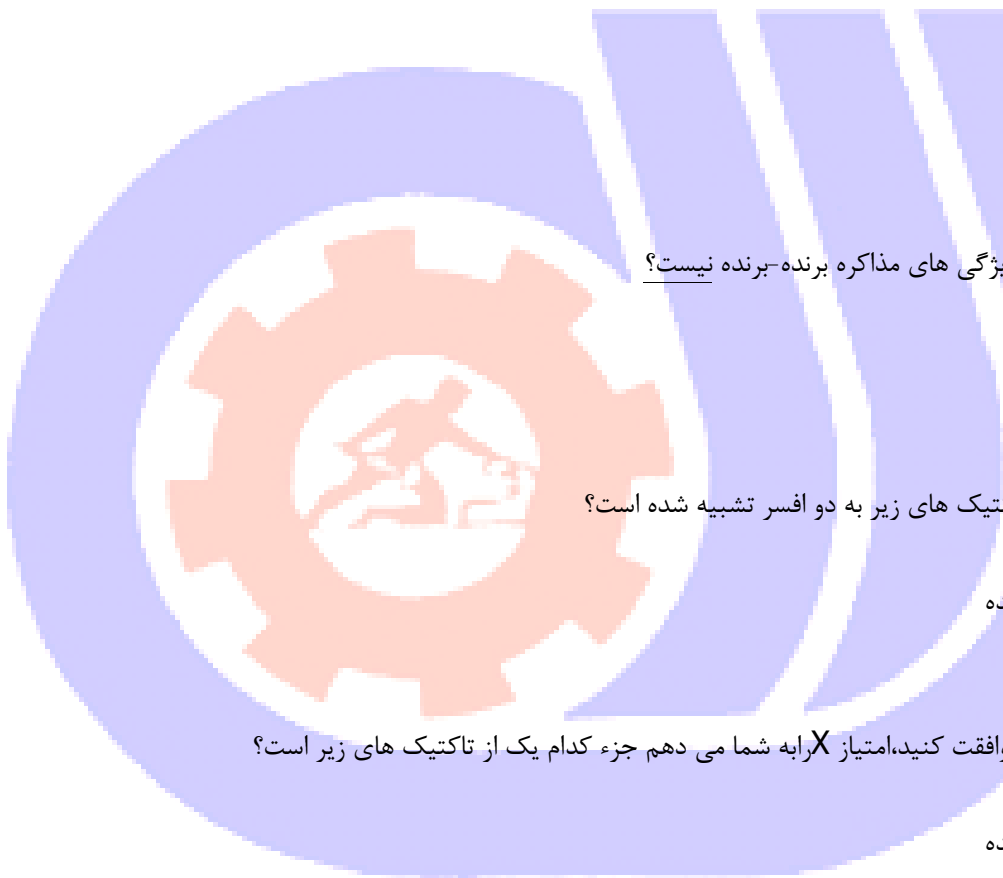 یژگی های مذاکره برنده-برنده نیست؟
تیک های زیر به دو افسر تشبیه شده است؟
ده
وافقت کنید،امتیاز Xرابه شما می دهم جزء کدام یک از تاکتیک های زیر است؟
ده